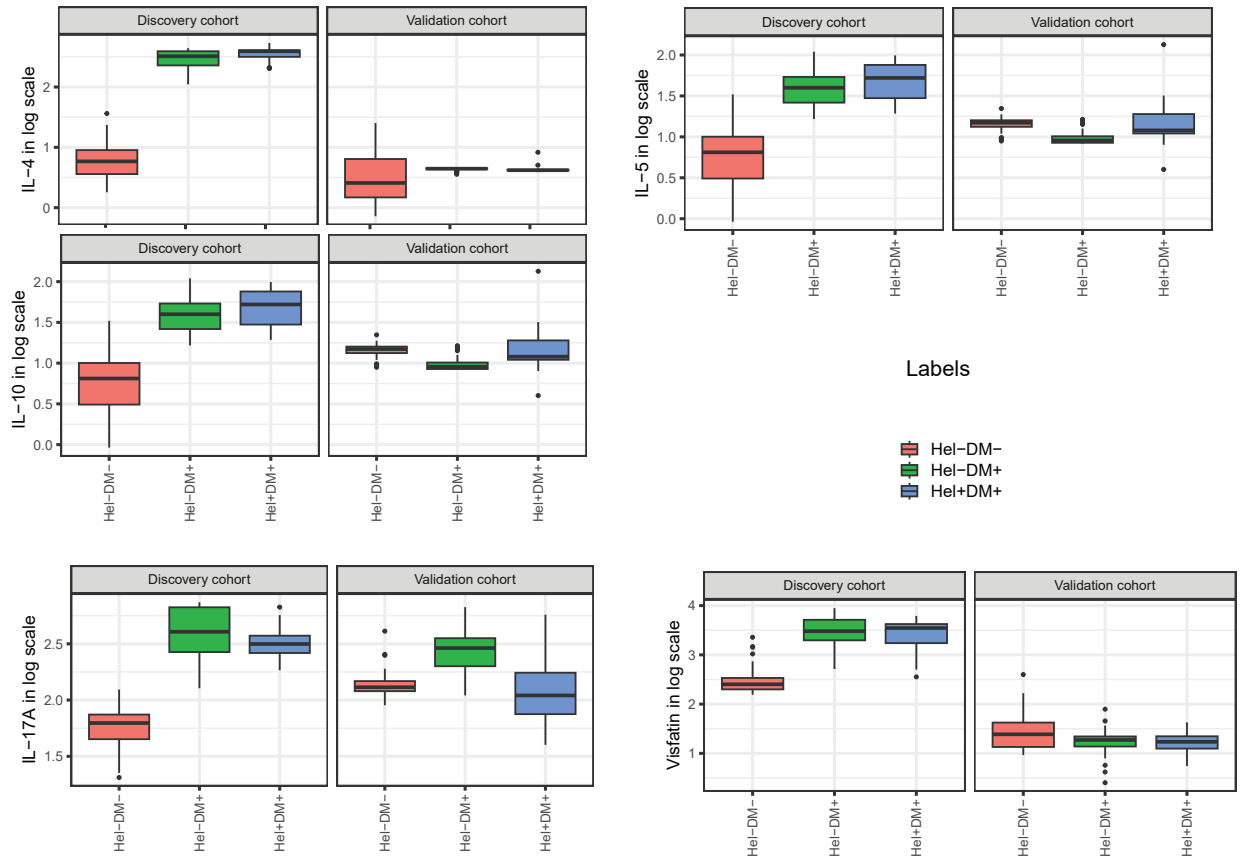 Discovery cohort
Validation cohort
IL−4 in log scale
2
1
0
Discovery cohort
Validation cohort
IL−5 in log scale
2.0
1.5
1.0
0.5
0.0
Hel−DM−
Hel−DM+
Hel+DM+
Hel−DM−
Hel−DM+
Hel+DM+
Discovery cohort
Validation cohort
IL−10 in log scale
2.0
1.5
1.0
0.5
0.0
Hel−DM−
Hel−DM+
Hel+DM+
Hel−DM−
Hel−DM+
Hel+DM+
Labels
Hel−DM−
Hel−DM+
Hel+DM+
Discovery cohort
Validation cohort
IL−17A in log scale
2.5
2.0
1.5
Hel−DM−
Hel−DM+
Hel+DM+
Hel−DM−
Hel−DM+
Hel+DM+
Discovery cohort
Validation cohort
Visfatin in log scale
4
3
2
1
Hel−DM−
Hel−DM+
Hel+DM+
Hel−DM−
Hel−DM+
Hel+DM+